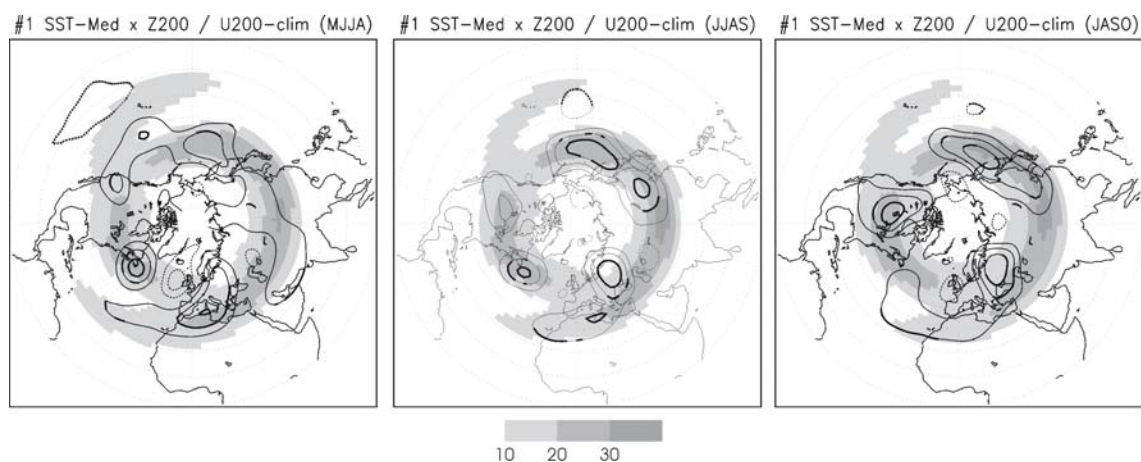 #1 SST-Med x Z200 / U200-clim (MJJA)
#1 SST-Med x Z200 / U200-clim (JJAS)
#1 SST-Med x Z200 / U200-clim (JASO)
10 20 30